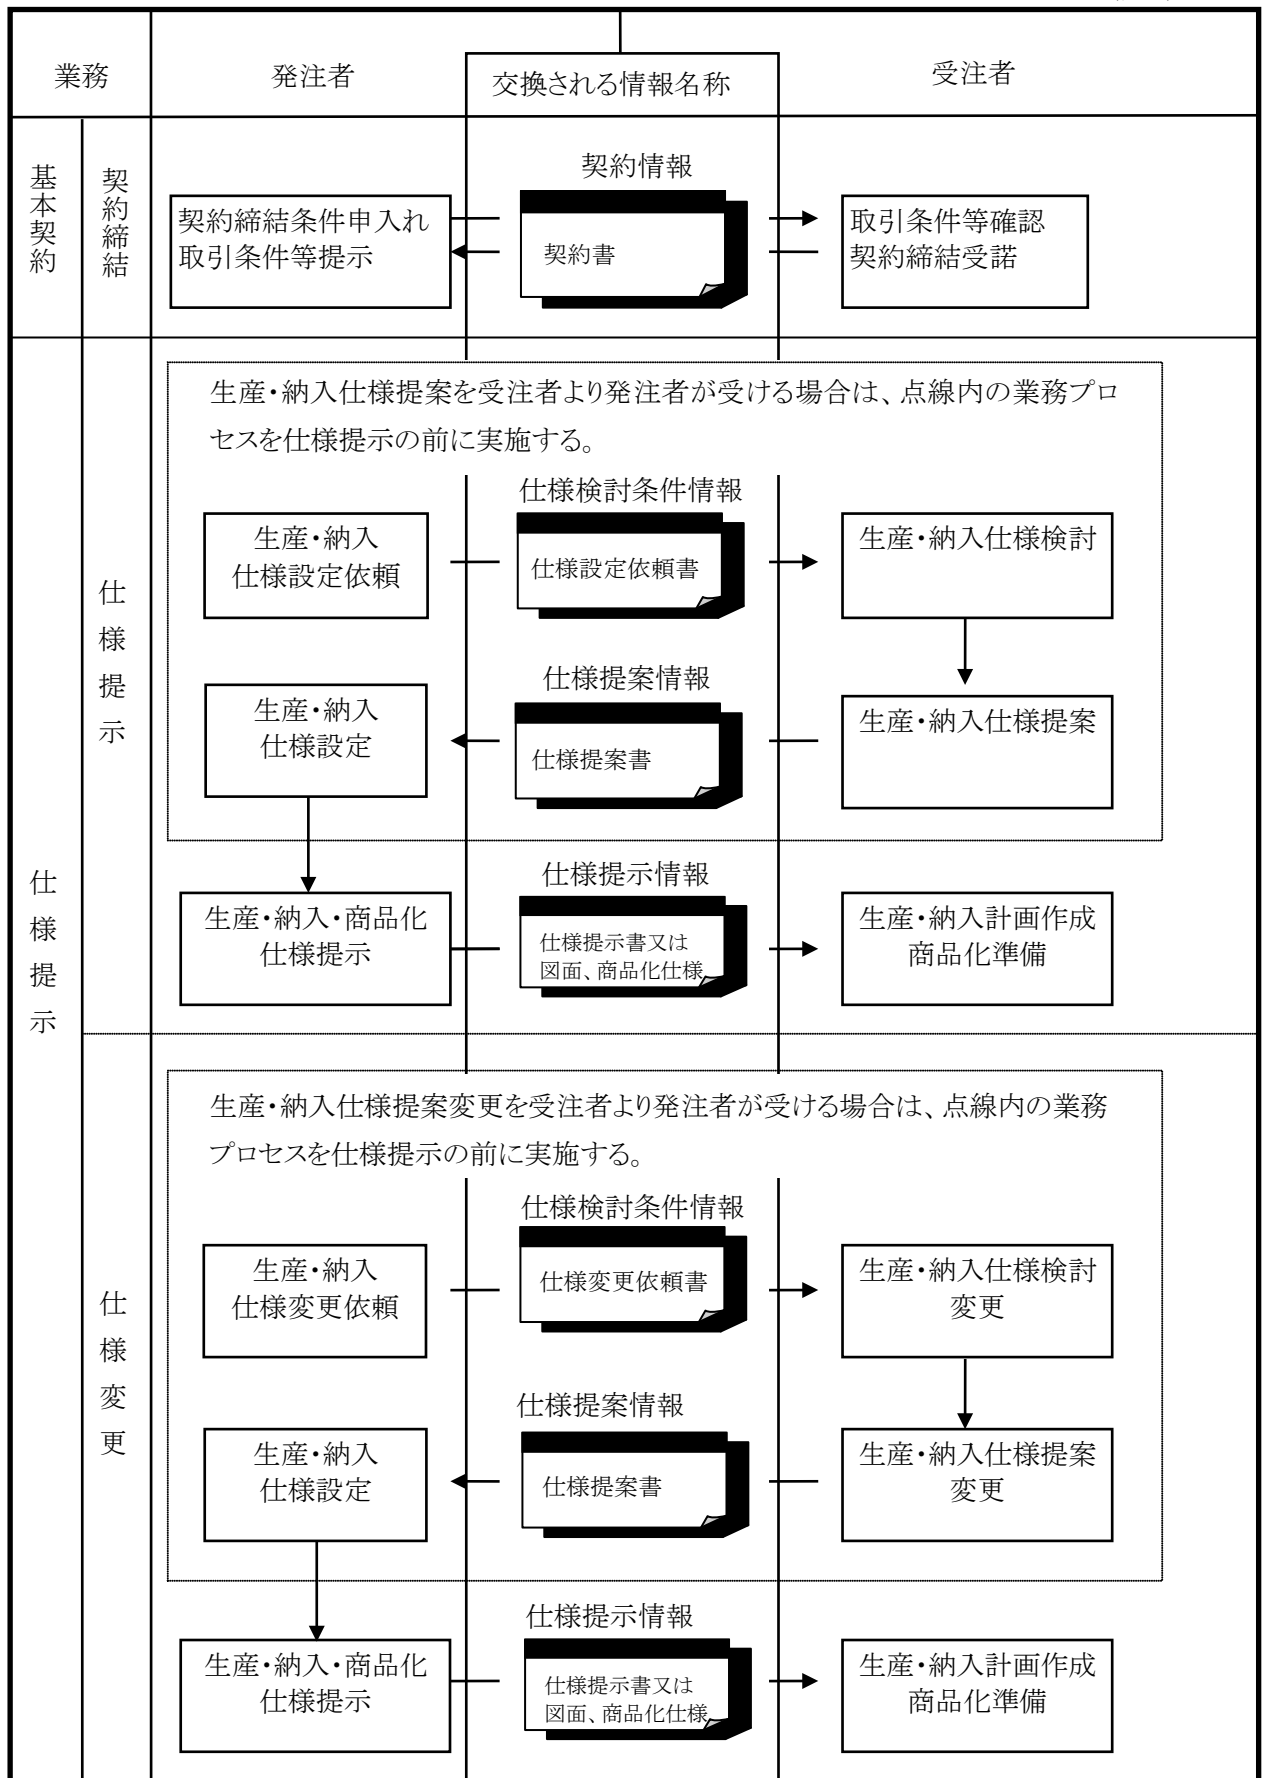 業務
発注者
交換される情報名称
受注者
基本契約
契約締結
契約情報
契約締結条件申入れ
取引条件等提示
契約書
取引条件等確認
契約締結受諾
仕様提示
仕様提示
生産・納入仕様提案を受注者より発注者が受ける場合は、点線内の業務プロ
セスを仕様提示の前に実施する。
仕様検討条件情報
生産・納入
仕様設定依頼
仕様設定依頼書
生産・納入仕様検討
仕様提案情報
生産・納入
仕様設定
仕様提案書
生産・納入仕様提案
仕様提示情報
生産・納入・商品化
仕様提示
仕様提示書又は
図面、商品化仕様
生産・納入計画作成
商品化準備
仕様変更
生産・納入仕様提案変更を受注者より発注者が受ける場合は、点線内の業務
プロセスを仕様提示の前に実施する。
仕様検討条件情報
生産・納入
仕様変更依頼
仕様変更依頼書
生産・納入仕様検討
変更
仕様提案情報
生産・納入
仕様設定
仕様提案書
生産・納入仕様提案
変更
仕様提示情報
生産・納入・商品化
仕様提示
仕様提示書又は
図面、商品化仕様
生産・納入計画作成
商品化準備